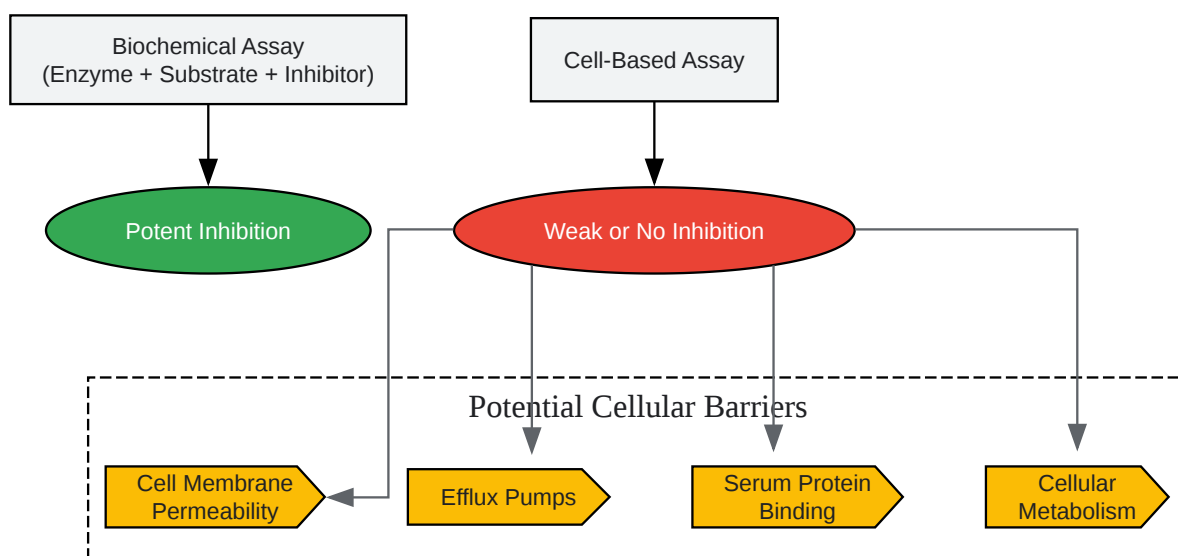 Biochemical Assay
(Enzyme + Substrate + Inhibitor)
Cell-Based Assay
Potent Inhibition
Weak or No Inhibition
Potential Cellular Barriers
Cell Membrane
Permeability
Efflux Pumps
Serum Protein
Binding
Cellular
Metabolism